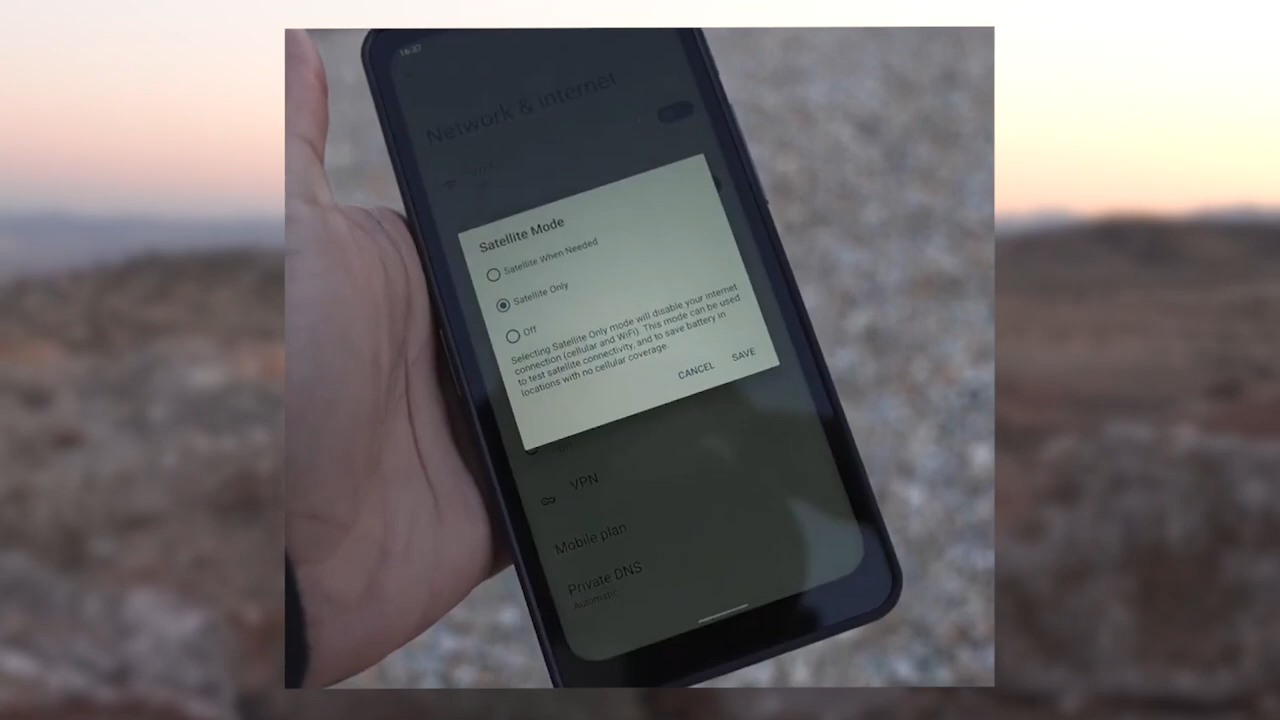 16:37
Network & internet
Satellite Mode
Satellite When Needed
Satellite Only
Off
Selecting Satellite Only mode will disable your internet
connection (cellular and WiFi). This mode can be used
to test satellite connectivity, and to save battery in
locations with no cellular coverage.
CANCEL SAVE
VPN
Mobile plan
Private DNS
Automatic